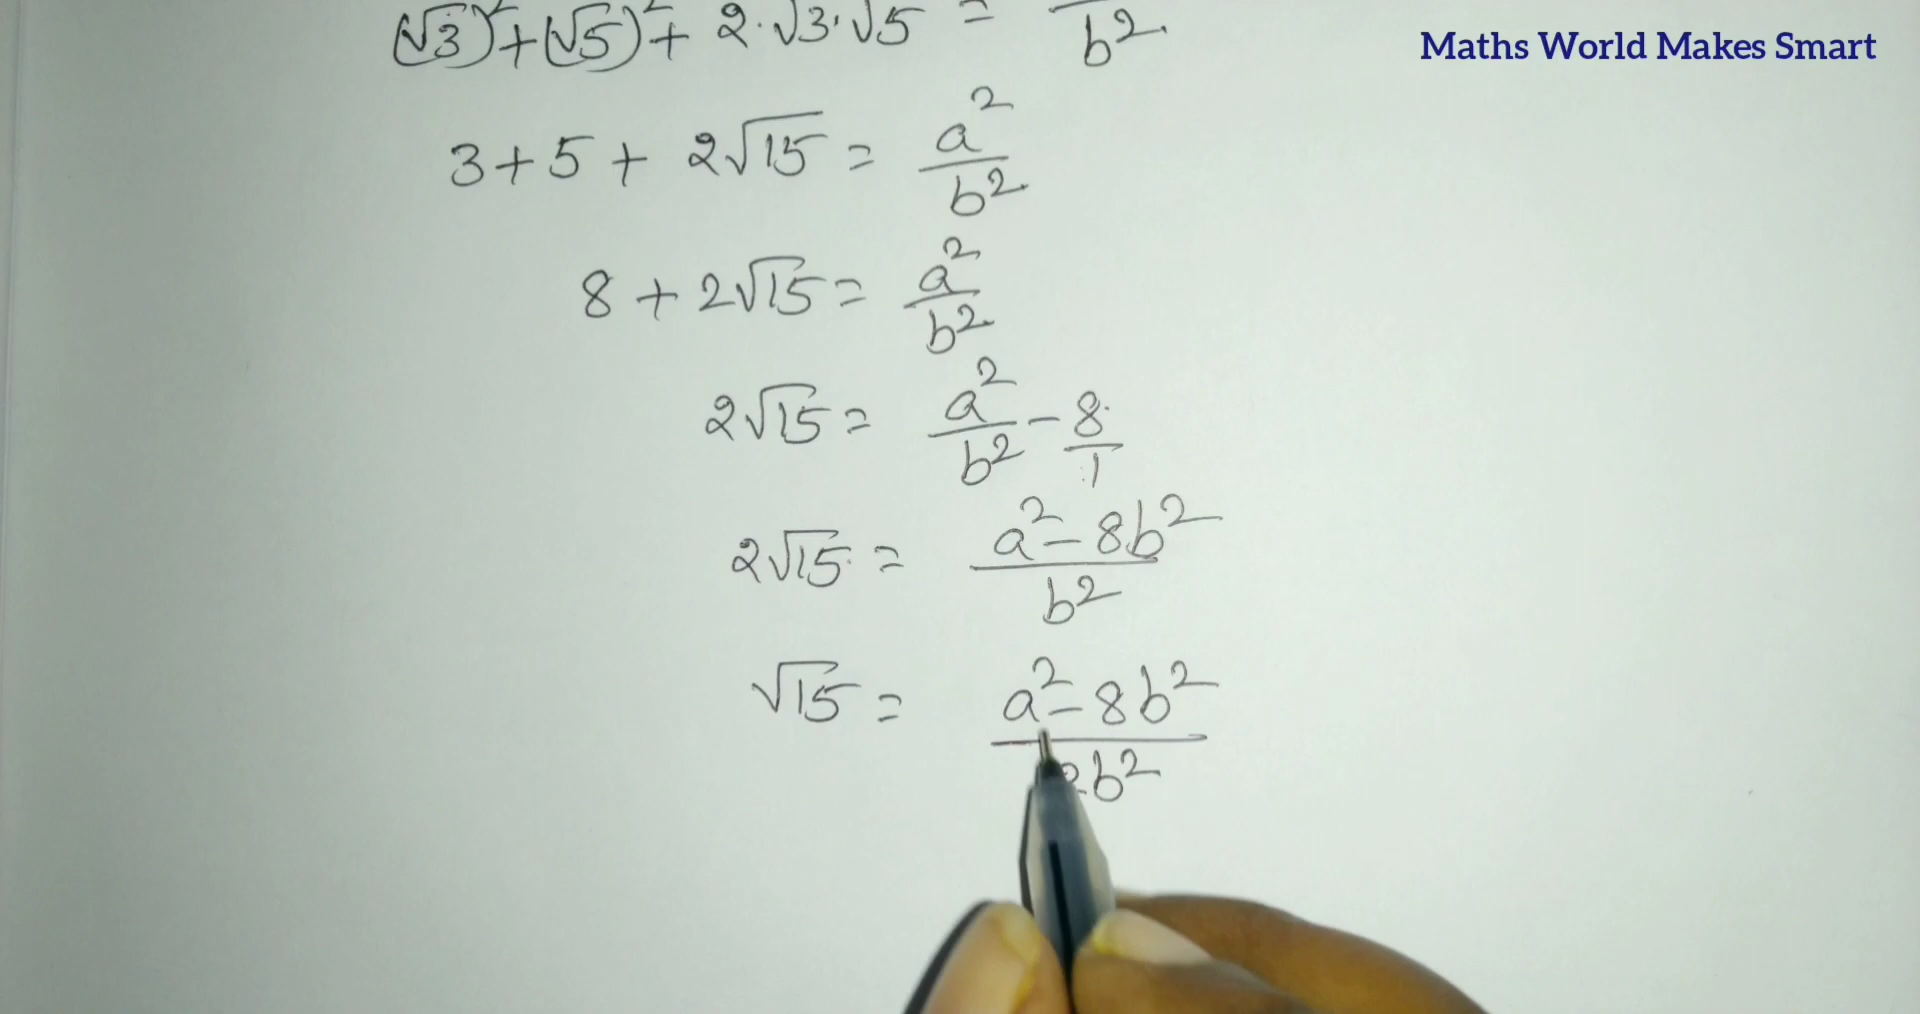 Maths World Makes Smart
(√3)²+(√5)²+ 2·√3·√5 = /b²
3+5+ 2√15 = a²/b²
8+2√15 = a²/b²
2√15 = a²/b² - 8/1
2√15 = a²-8b²/b²
√15 = a²-8b²/2b²